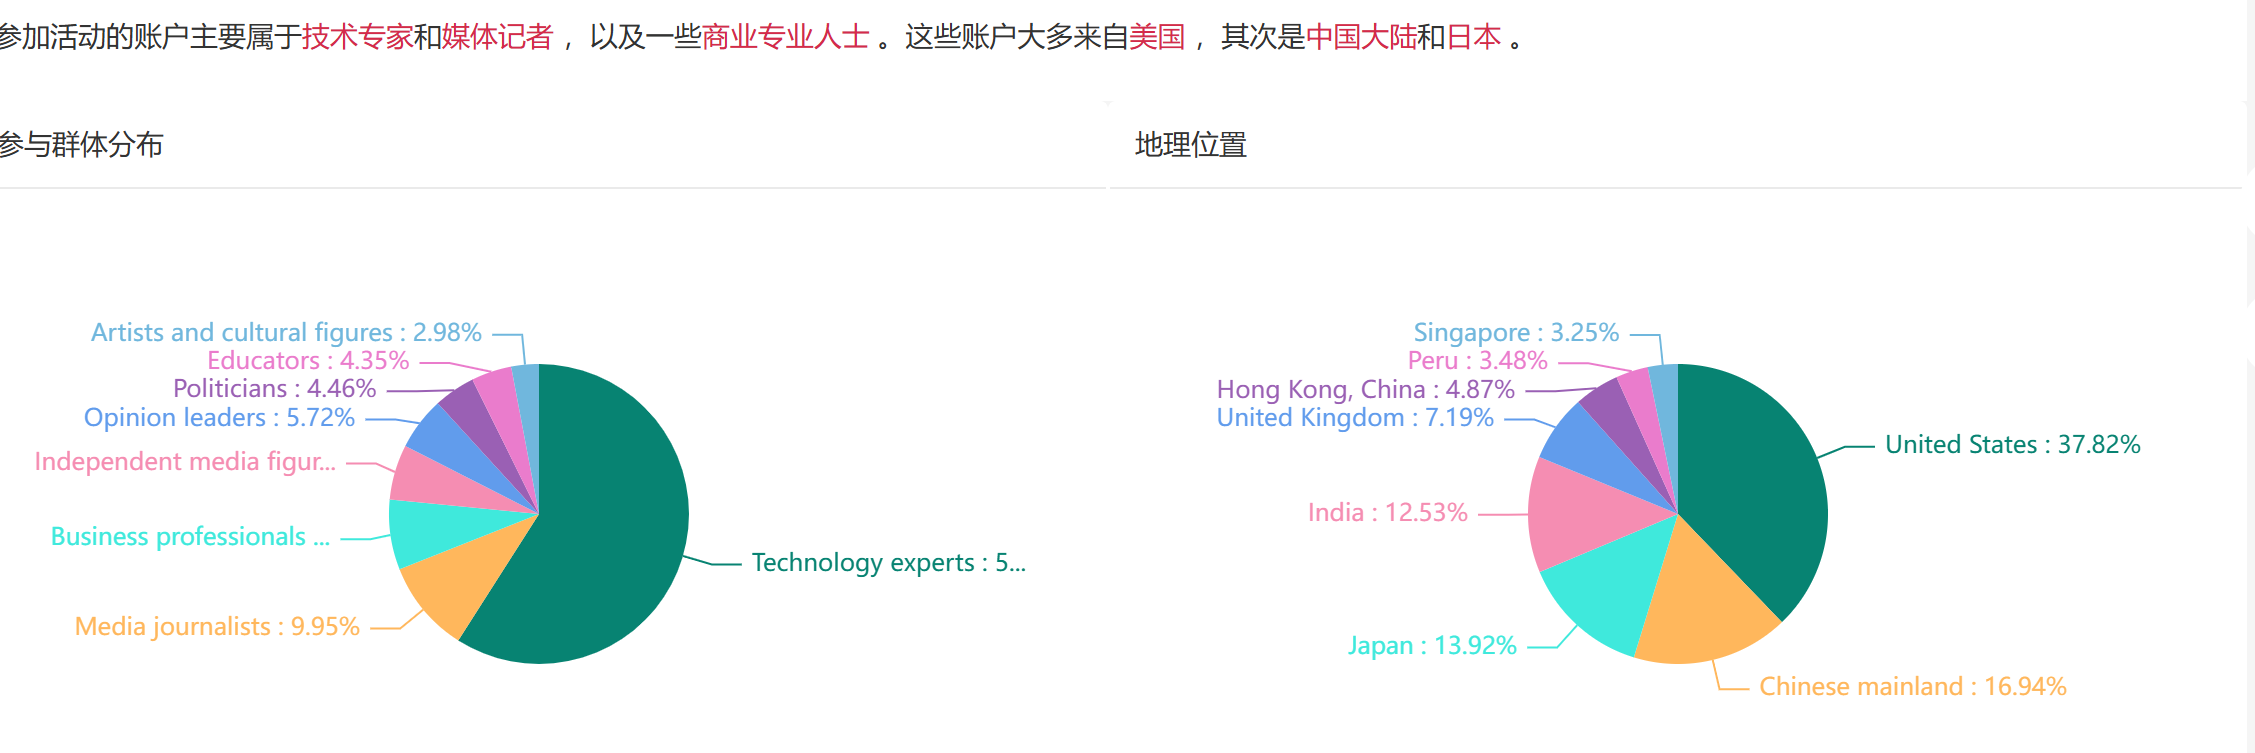 参加活动的账户主要属于技术专家和媒体记者 ，以及一些商业专业人士 。这些账户大多来自美国 ，其次是中国大陆和日本 。
参与群体分布
地理位置
Artists and cultural figures : 2.98%
Educators : 4.35%
Politicians : 4.46%
Opinion leaders : 5.72%
Independent media figur...
Business professionals ...
Media journalists : 9.95%
Technology experts : 5...
Singapore : 3.25%
Peru : 3.48%
Hong Kong, China : 4.87%
United Kingdom : 7.19%
India : 12.53%
Japan : 13.92%
Chinese mainland : 16.94%
United States : 37.82%